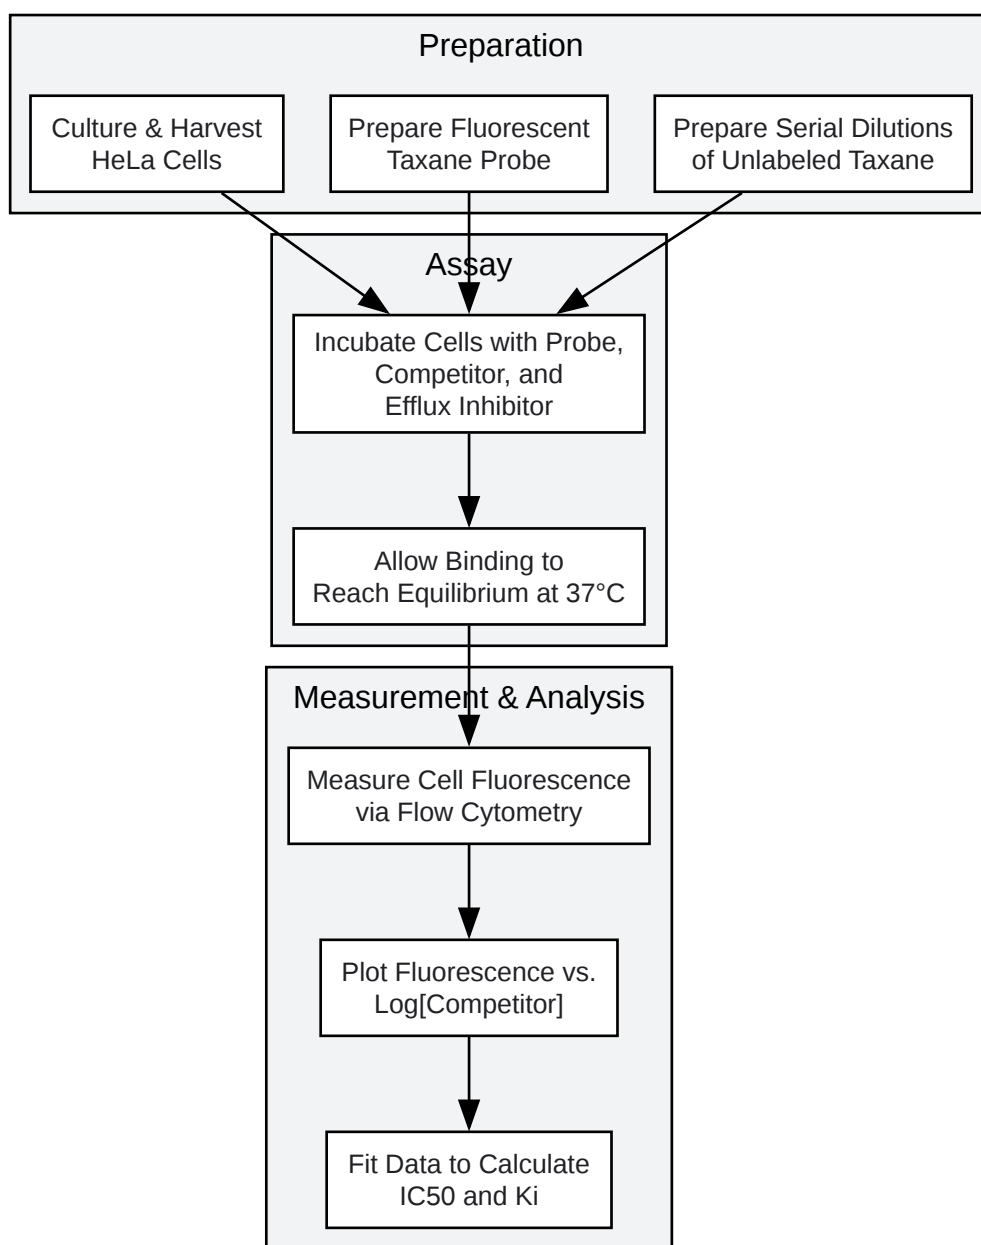 Preparation
Culture & Harvest
HeLa Cells
Prepare Fluorescent
Taxane Probe
Prepare Serial Dilutions
of Unlabeled Taxane
Assay
Incubate Cells with Probe,
Competitor, and
Efflux Inhibitor
Allow Binding to
Reach Equilibrium at 37°C
Measurement & Analysis
Measure Cell Fluorescence
via Flow Cytometry
Plot Fluorescence vs.
Log[Competitor]
Fit Data to Calculate
IC50 and Ki